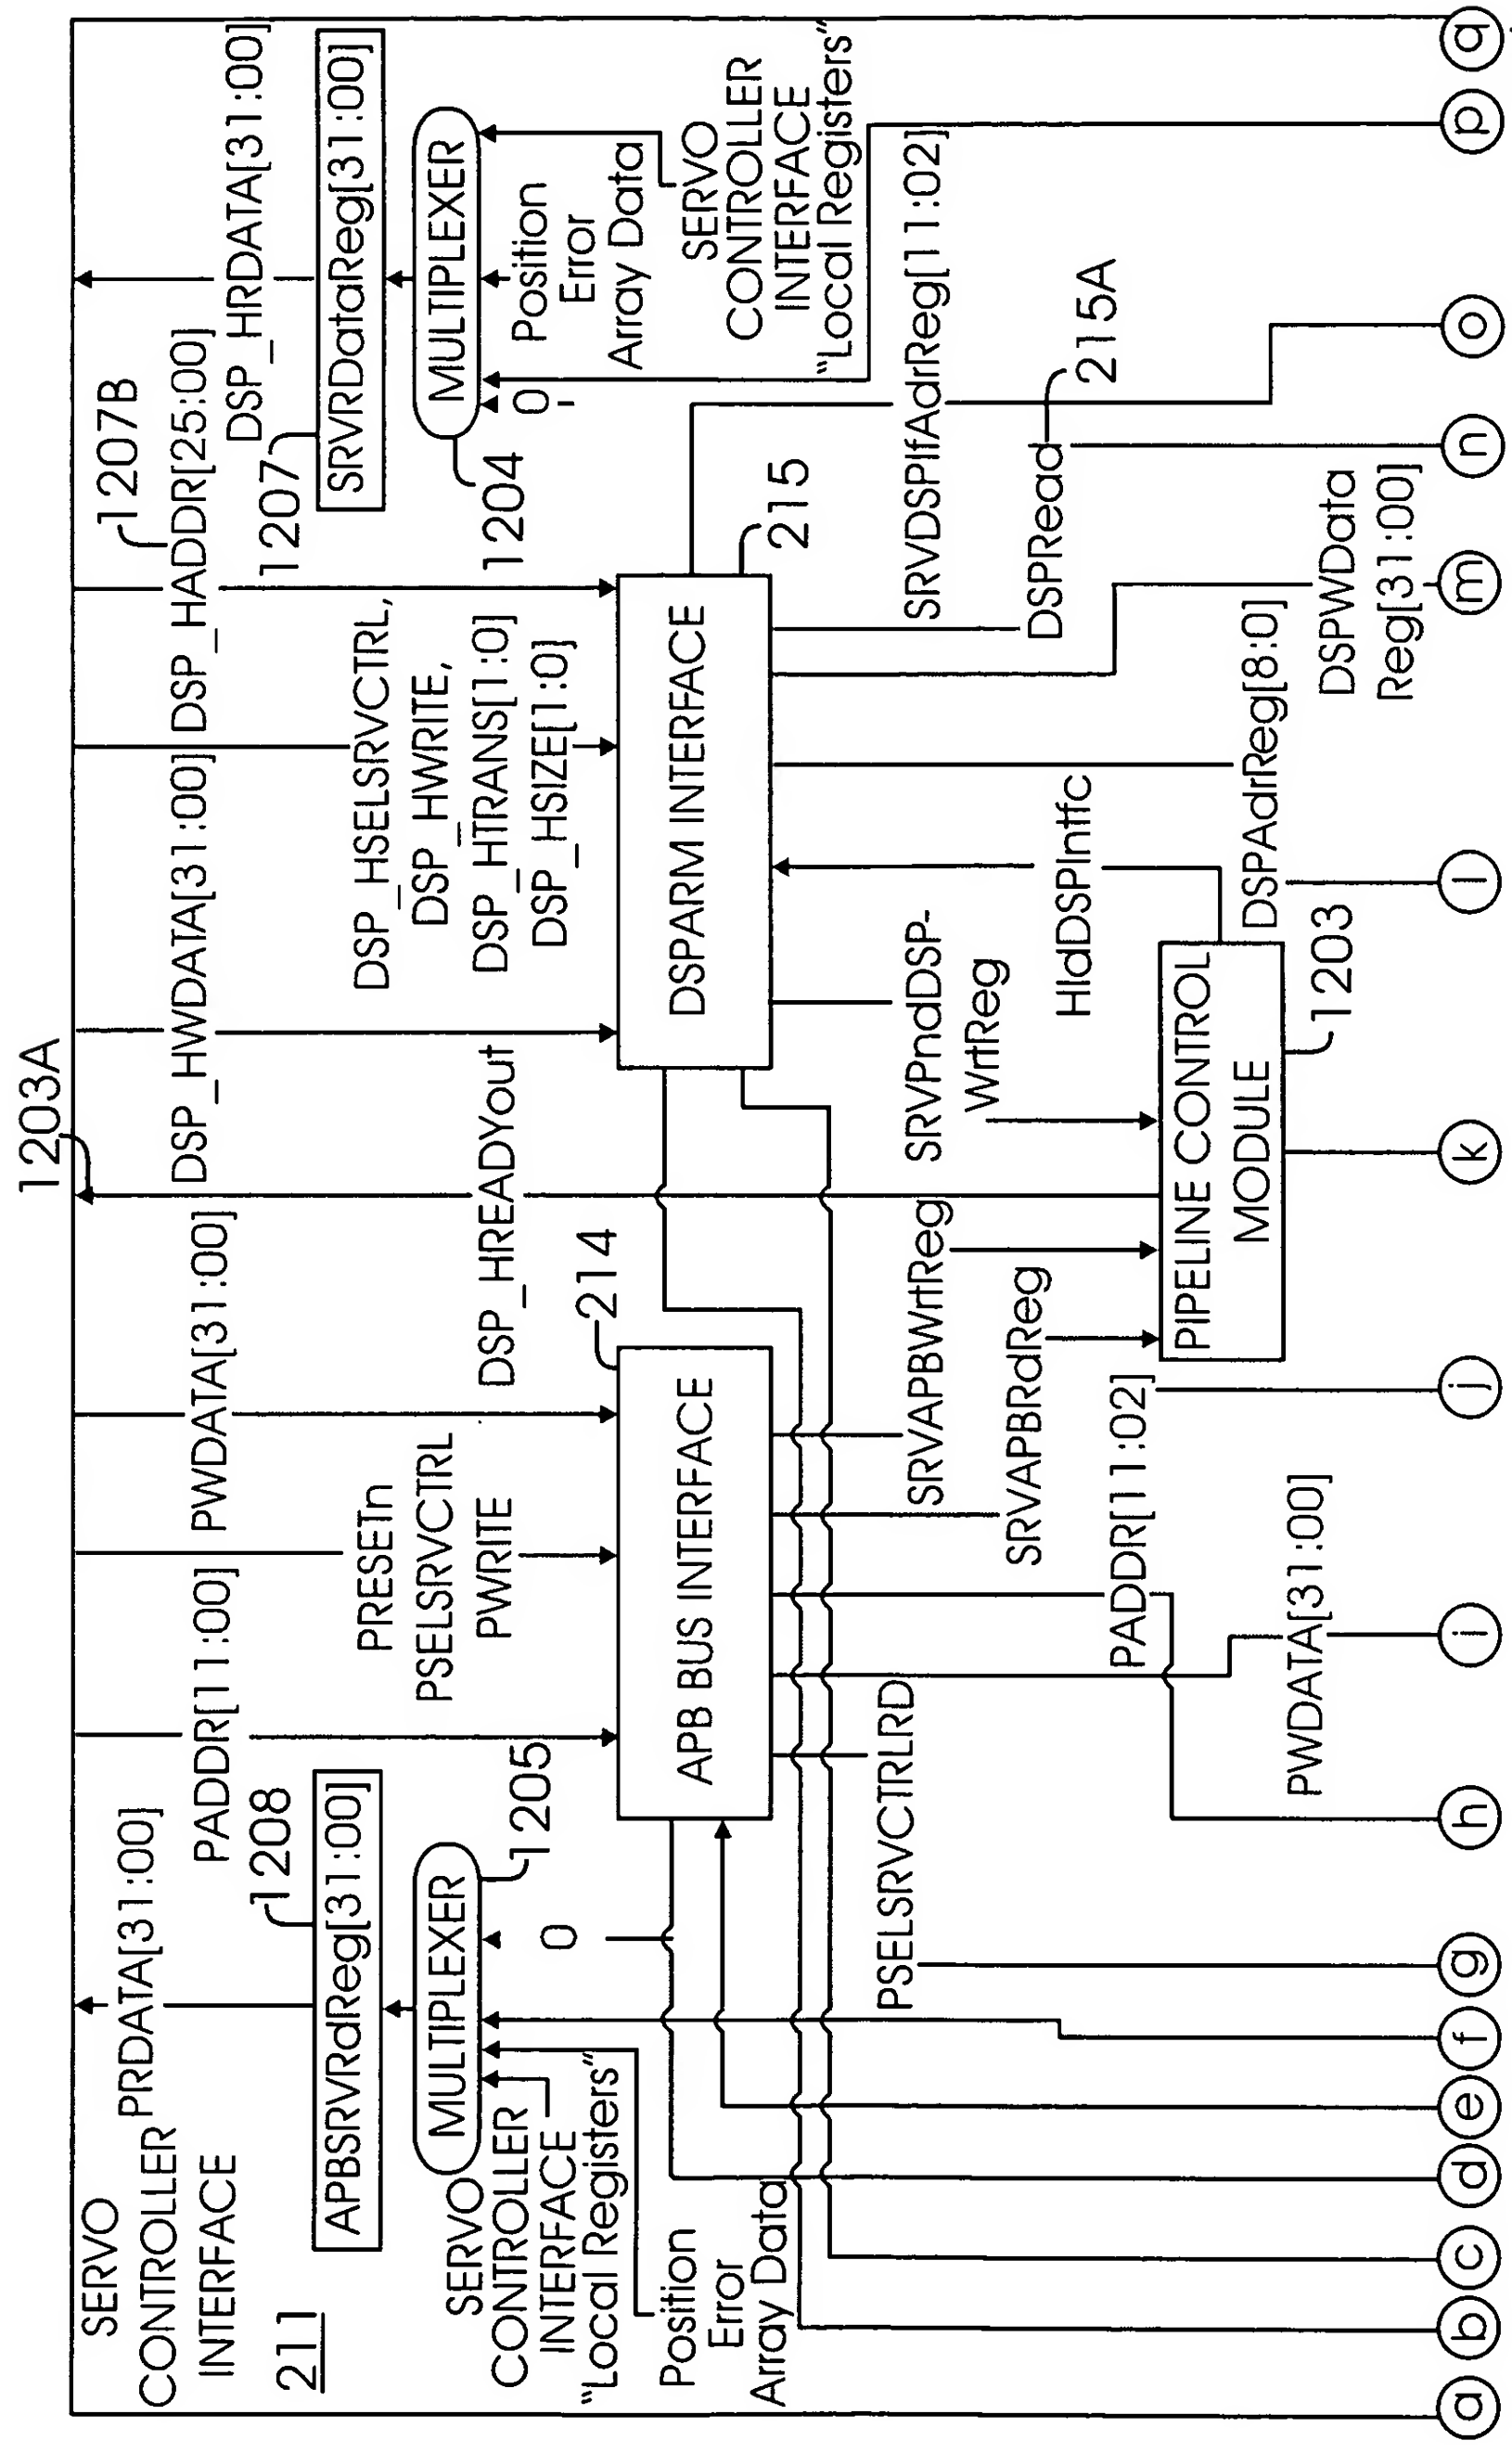 SERVO
CONTROLLER
INTERFACE
211
PRDATA[31:00]
1208
APBSRVRdReg[31:00]
MULTIPLEXER
1205
0
SERVO
CONTROLLER
INTERFACE
"Local Registers"
Position
Error
Array Data
PADDR[11:00]
PRESETn
PSELSRVCTRL
PWRITE
PWDATA[31:00]
214
APB BUS INTERFACE
1203A
DSP_HREADYout
DSP_HWDATA[31:00]
DSP_HSELSRVCTRL,
DSP_HWRITE,
DSP_HTRANS[1:0]
DSP_HSIZE[1:0]
1207B
DSP_HADDR[25:00]
DSPARM INTERFACE
215
DSP_HRDATA[31:00]
1207
SRVRDataReg[31:00]
MULTIPLEXER
1204
0,
Position
Error
Array Data
SERVO
CONTROLLER
INTERFACE
"Local Registers"
PSELSRVCTRLRD
PWDATA[31:00]
PADDR[11:02]
SRVAPBRdReg
SRVAPBWrtReg
SRVPndDSP-
WrtReg
HldDSPIntfc
PIPELINE CONTROL
MODULE
1203
DSPAdrReg[8:0]
DSPWData
Reg[31:00]
DSPRead
215A
SRVDSPIfAdrReg[11:02]
a
b
c
d
e
f
g
h
i
j
k
l
m
n
o
p
q